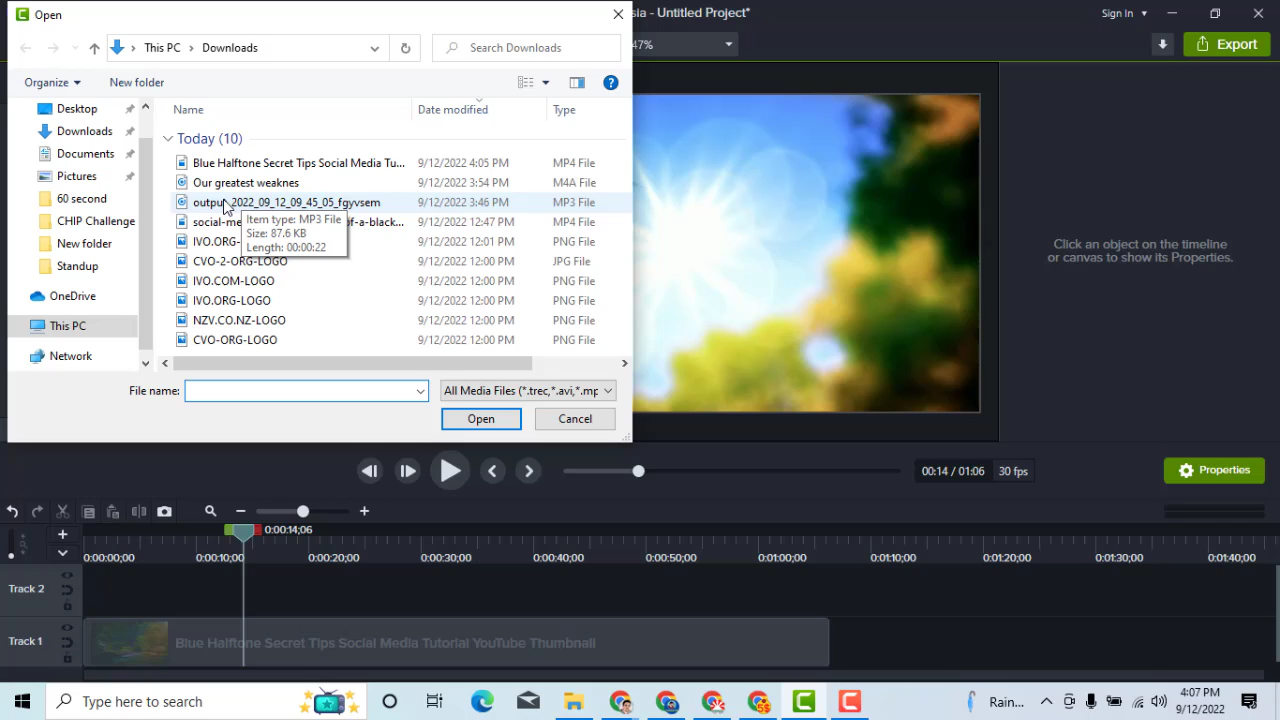 Open
sla - Untitled Project*
Sign In
This PC
Downloads
Search Downloads
47%
Export
Organize
New folder
Name
Date modified
Type
Desktop
Downloads
Documents
Pictures
60 second
CHIP Challenge
New folder
Standup
OneDrive
This PC
Network
Today (10)
Blue Halftone Secret Tips Social Media Tu... 9/12/2022 4:05 PM MP4 File
Our greatest weaknes 9/12/2022 3:54 PM M4A File
output_2022_09_12_09_45_05_fgyvsem 9/12/2022 3:46 PM MP3 File
social-me of-a-black... 9/12/2022 12:47 PM MP4 File
Item type: MP3 File
Size: 87.6 KB
Length: 00:00:22
IVO.ORG- 9/12/2022 12:01 PM PNG File
CVO-2-ORG-LOGO 9/12/2022 12:00 PM JPG File
IVO.COM-LOGO 9/12/2022 12:00 PM PNG File
IVO.ORG-LOGO 9/12/2022 12:00 PM PNG File
NZV.CO.NZ-LOGO 9/12/2022 12:00 PM PNG File
CVO-ORG-LOGO 9/12/2022 12:00 PM PNG File
File name:
All Media Files (*.trec,*.avi,*.mp
Open
Cancel
Click an object on the timeline
or canvas to show its Properties.
00:14 / 01:06
30 fps
Properties
0:00:14;06
0:00:00;00 0:00:10;00 0:00:20;00 0:00:30;00 0:00:40;00 0:00:50;00 0:01:00;00 0:01:10;00 0:01:20;00 0:01:30;00 0:01:40;00
Track 2
Track 1
Blue Halftone Secret Tips Social Media Tutorial YouTube Thumbnail
Type here to search
Rain...
4:07 PM
9/12/2022